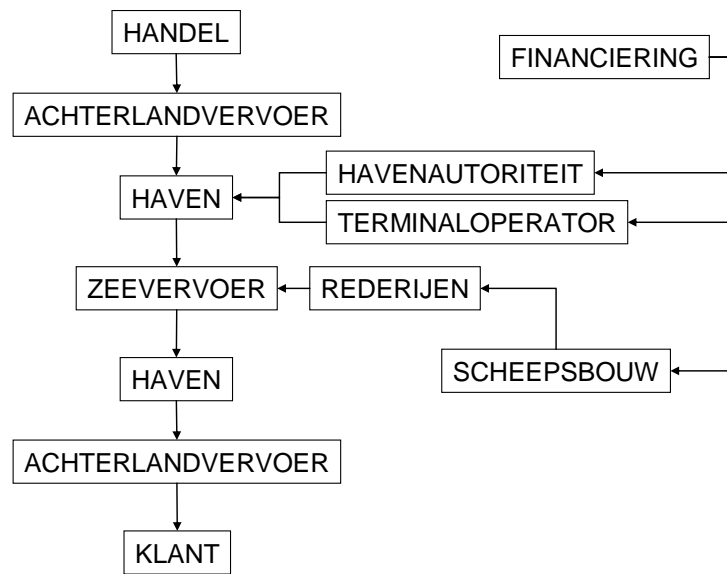 HANDEL
FINANCIERING
ACHTERLANDVERVOER
HAVENAUTORITEIT
HAVEN
TERMINALOPERATOR
ZEEVERVOER
REDERIJEN
SCHEEPSBOUW
HAVEN
ACHTERLANDVERVOER
KLANT